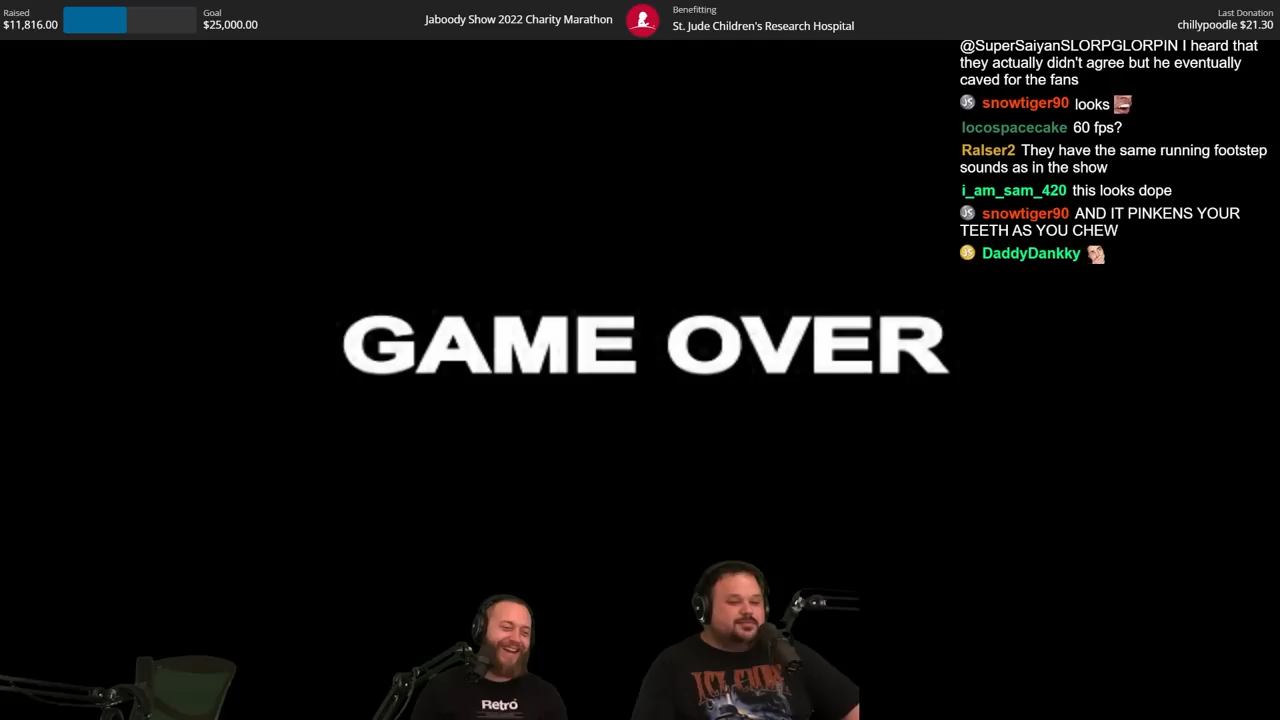 Raised
$11,816.00
Goal
$25,000.00
Jaboody Show 2022 Charity Marathon
Benefitting
St. Jude Children's Research Hospital
Last Donation
chillypoodle $21.30
@SuperSaiyanSLORPGLORPIN I heard that
they actually didn't agree but he eventually
caved for the fans
snowtiger90 looks
locospacecake 60 fps?
Ralser2 They have the same running footstep
sounds as in the show
i_am_sam_420 this looks dope
snowtiger90 AND IT PINKENS YOUR
TEETH AS YOU CHEW
DaddyDankky
GAME OVER
Retro